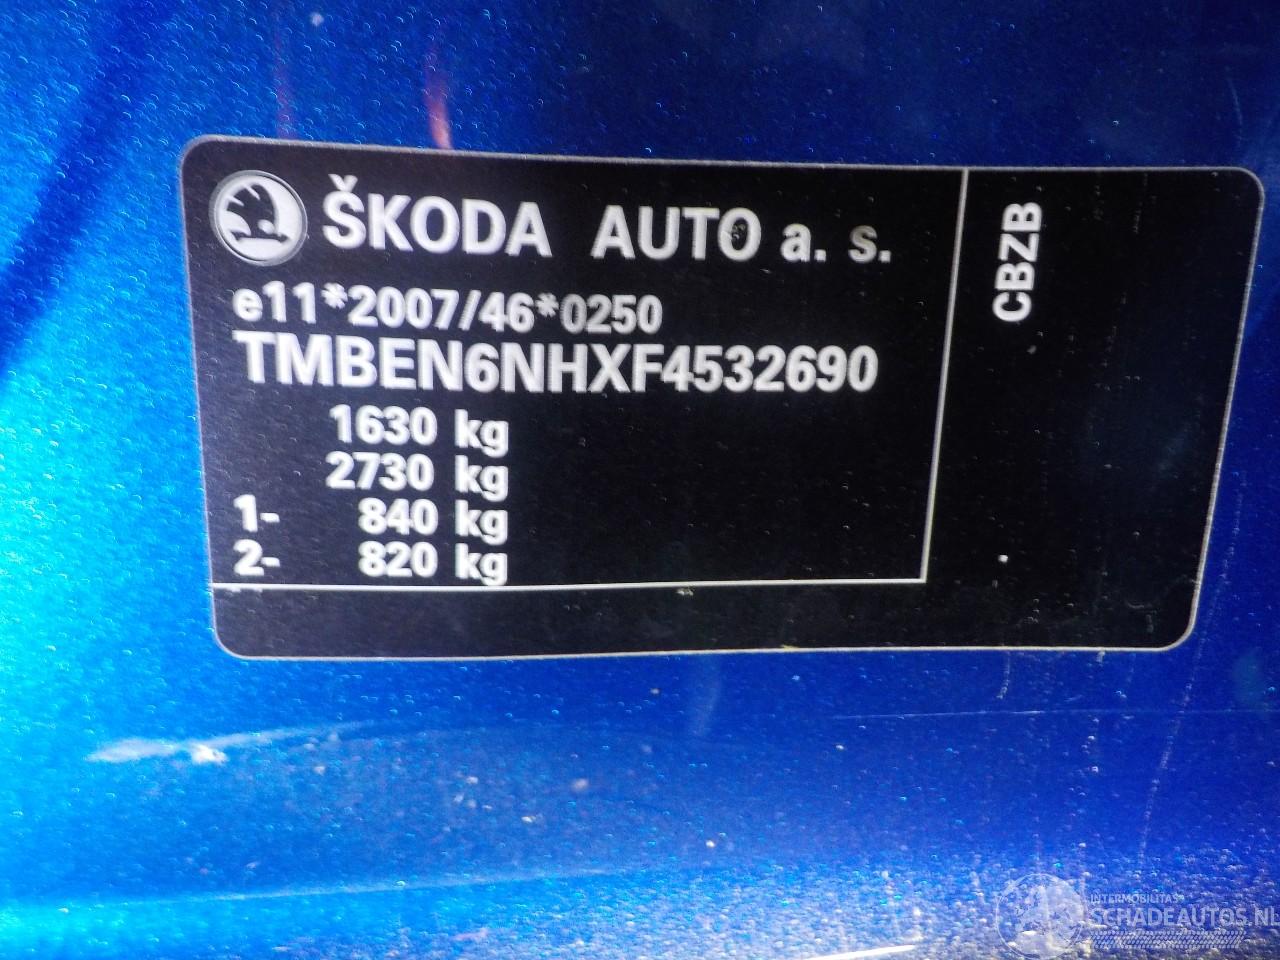 ŠKODA AUTO a. s.
e11*2007/46*0250
TMBEN6NHXF4532690
1630 kg
2730 kg
1- 840 kg
2- 820 kg
CBZB
INTERMOBILITAS
SCHADEAUTOS.NL